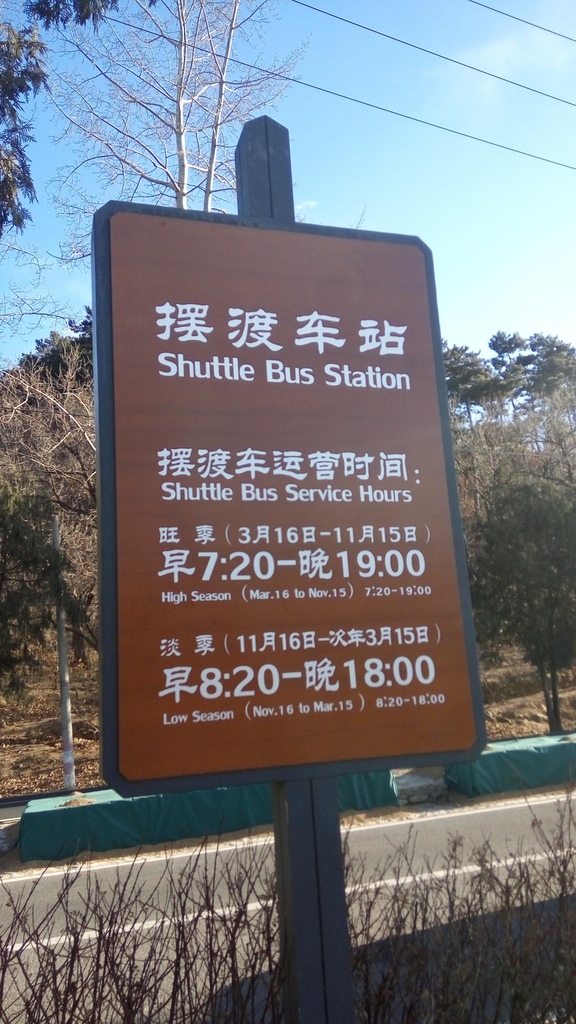 摆渡车站
Shuttle Bus Station
摆渡车运营时间：
Shuttle Bus Service Hours
旺 季（3月16日-11月15日）
早7:20-晚19:00
High Season （Mar.16 to Nov.15） 7:20-19:00
淡 季（11月16日-次年3月15日）
早8:20-晚18:00
Low Season （Nov.16 to Mar.15） 8:20-18:00